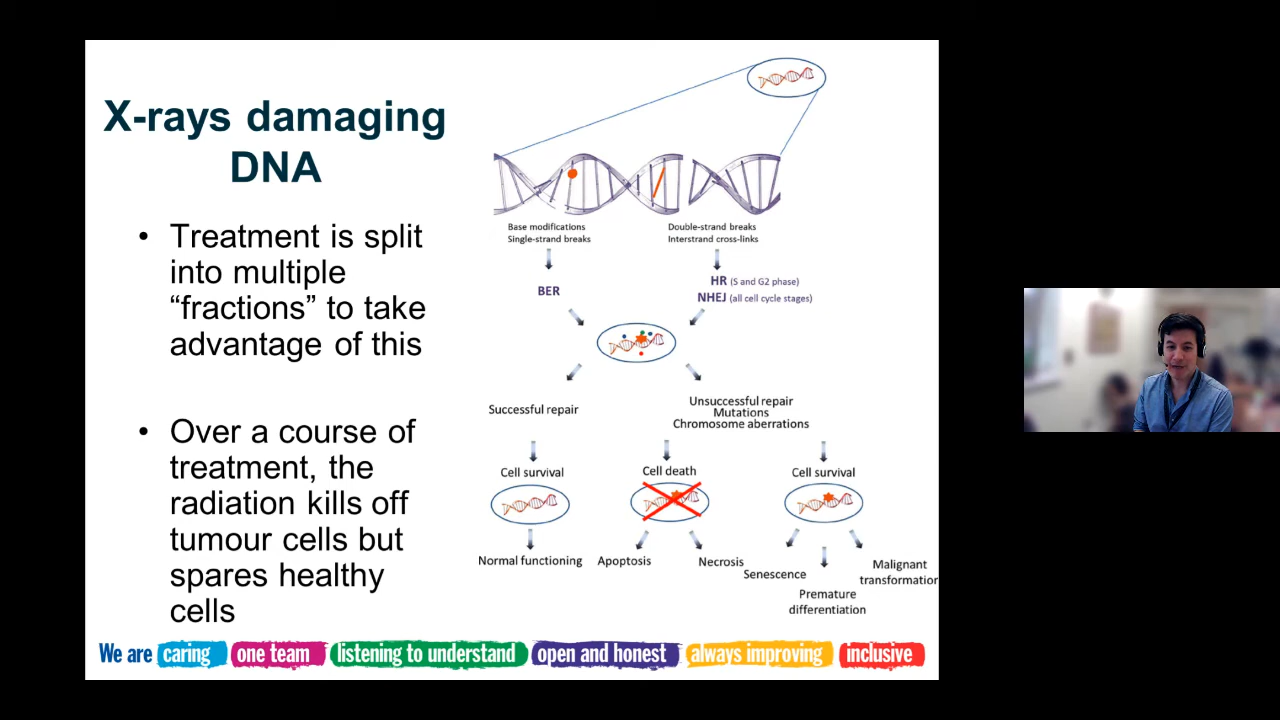 X-rays damaging
DNA
• Treatment is split
into multiple
“fractions” to take
advantage of this
• Over a course of
treatment, the
radiation kills off
tumour cells but
spares healthy
cells
Base modifications
Single-strand breaks
Double-strand breaks
Interstrand cross-links
BER
HR (S and G2 phase)
NHEJ (all cell cycle stages)
Successful repair
Unsuccessful repair
Mutations
Chromosome aberrations
Cell survival
Cell death
Cell survival
Normal functioning
Apoptosis
Necrosis
Senescence
Premature
differentiation
Malignant
transformation
We are caring one team listening to understand open and honest always improving inclusive